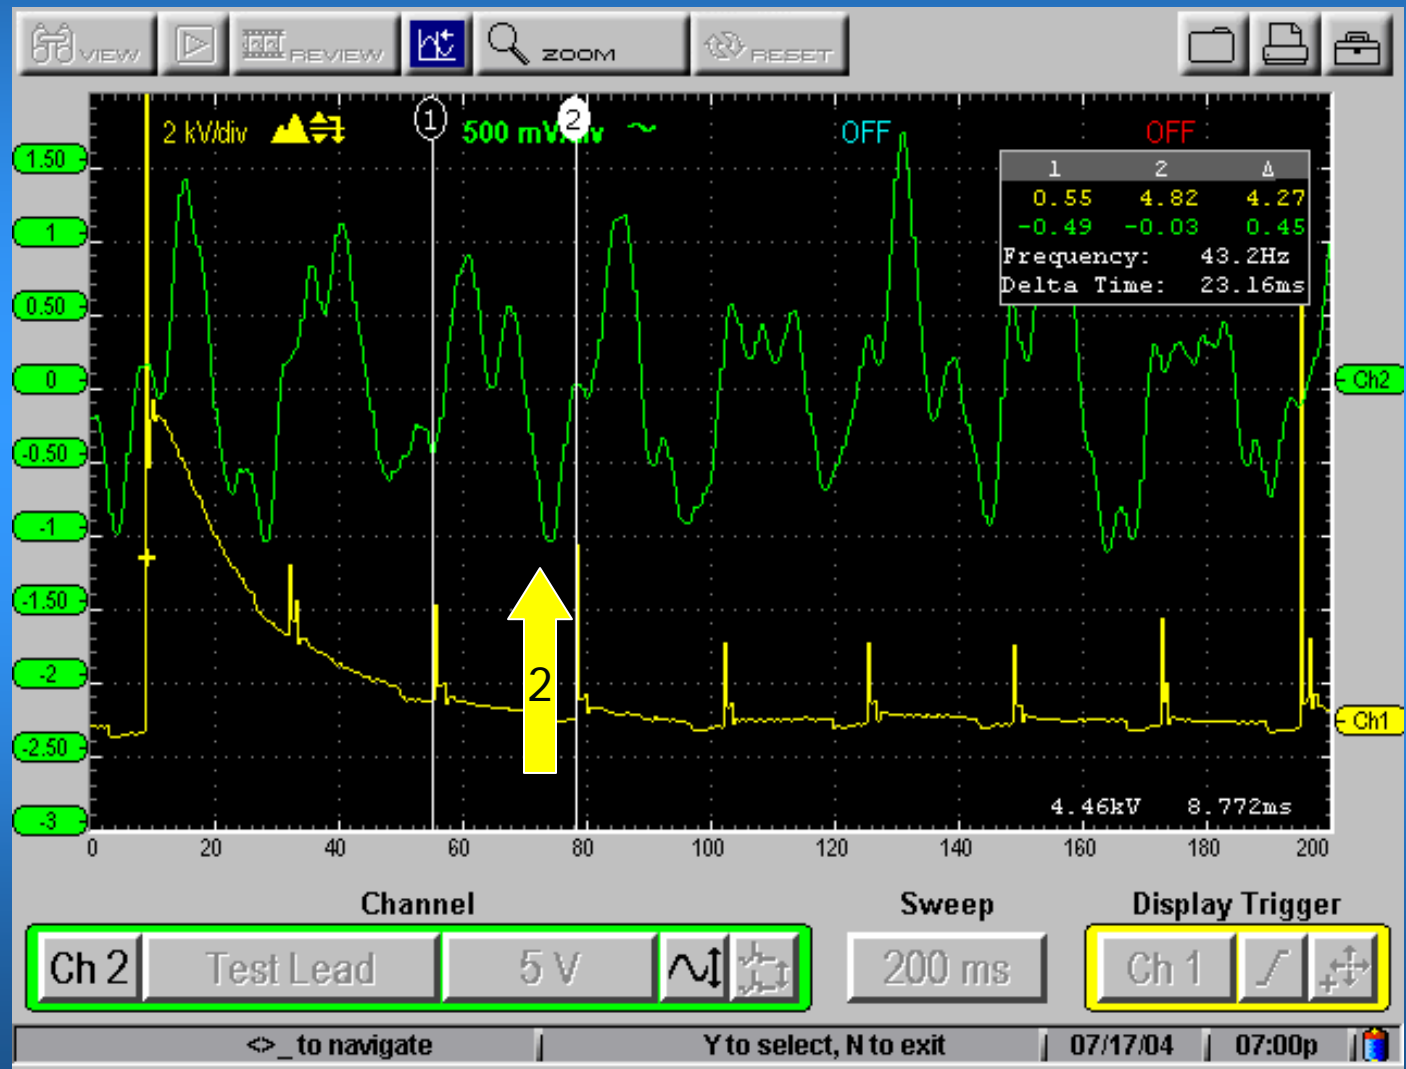 VIEW REVIEW ZOOM RESET
2 kV/div 1 500 mV/div 2 OFF OFF
1 2 Δ
0.55 4.82 4.27
-0.49 -0.03 0.45
Frequency: 43.2Hz
Delta Time: 23.16ms
1.50
1
0.50
0
-0.50
-1
-1.50
-2
-2.50
-3
Ch2
Ch1
2
4.46kV 8.772ms
0 20 40 60 80 100 120 140 160 180 200
Channel Sweep Display Trigger
Ch 2 Test Lead 5 V 200 ms Ch 1
<>_ to navigate Y to select, N to exit 07/17/04 07:00p